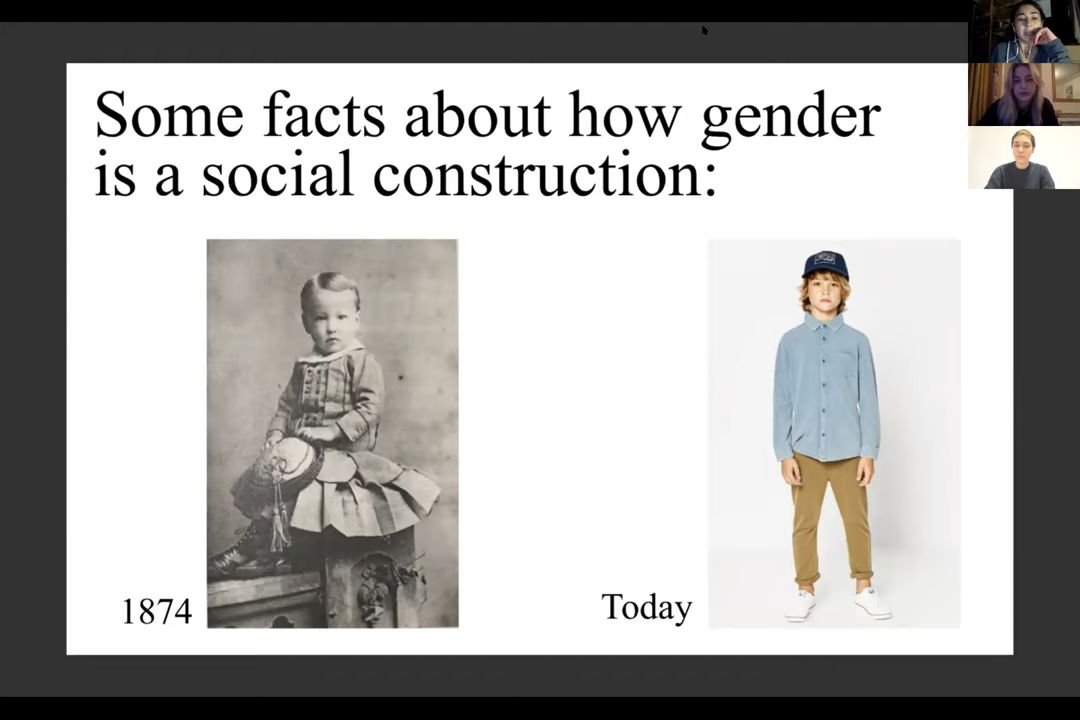 Some facts about how gender
is a social construction:
1874
Today